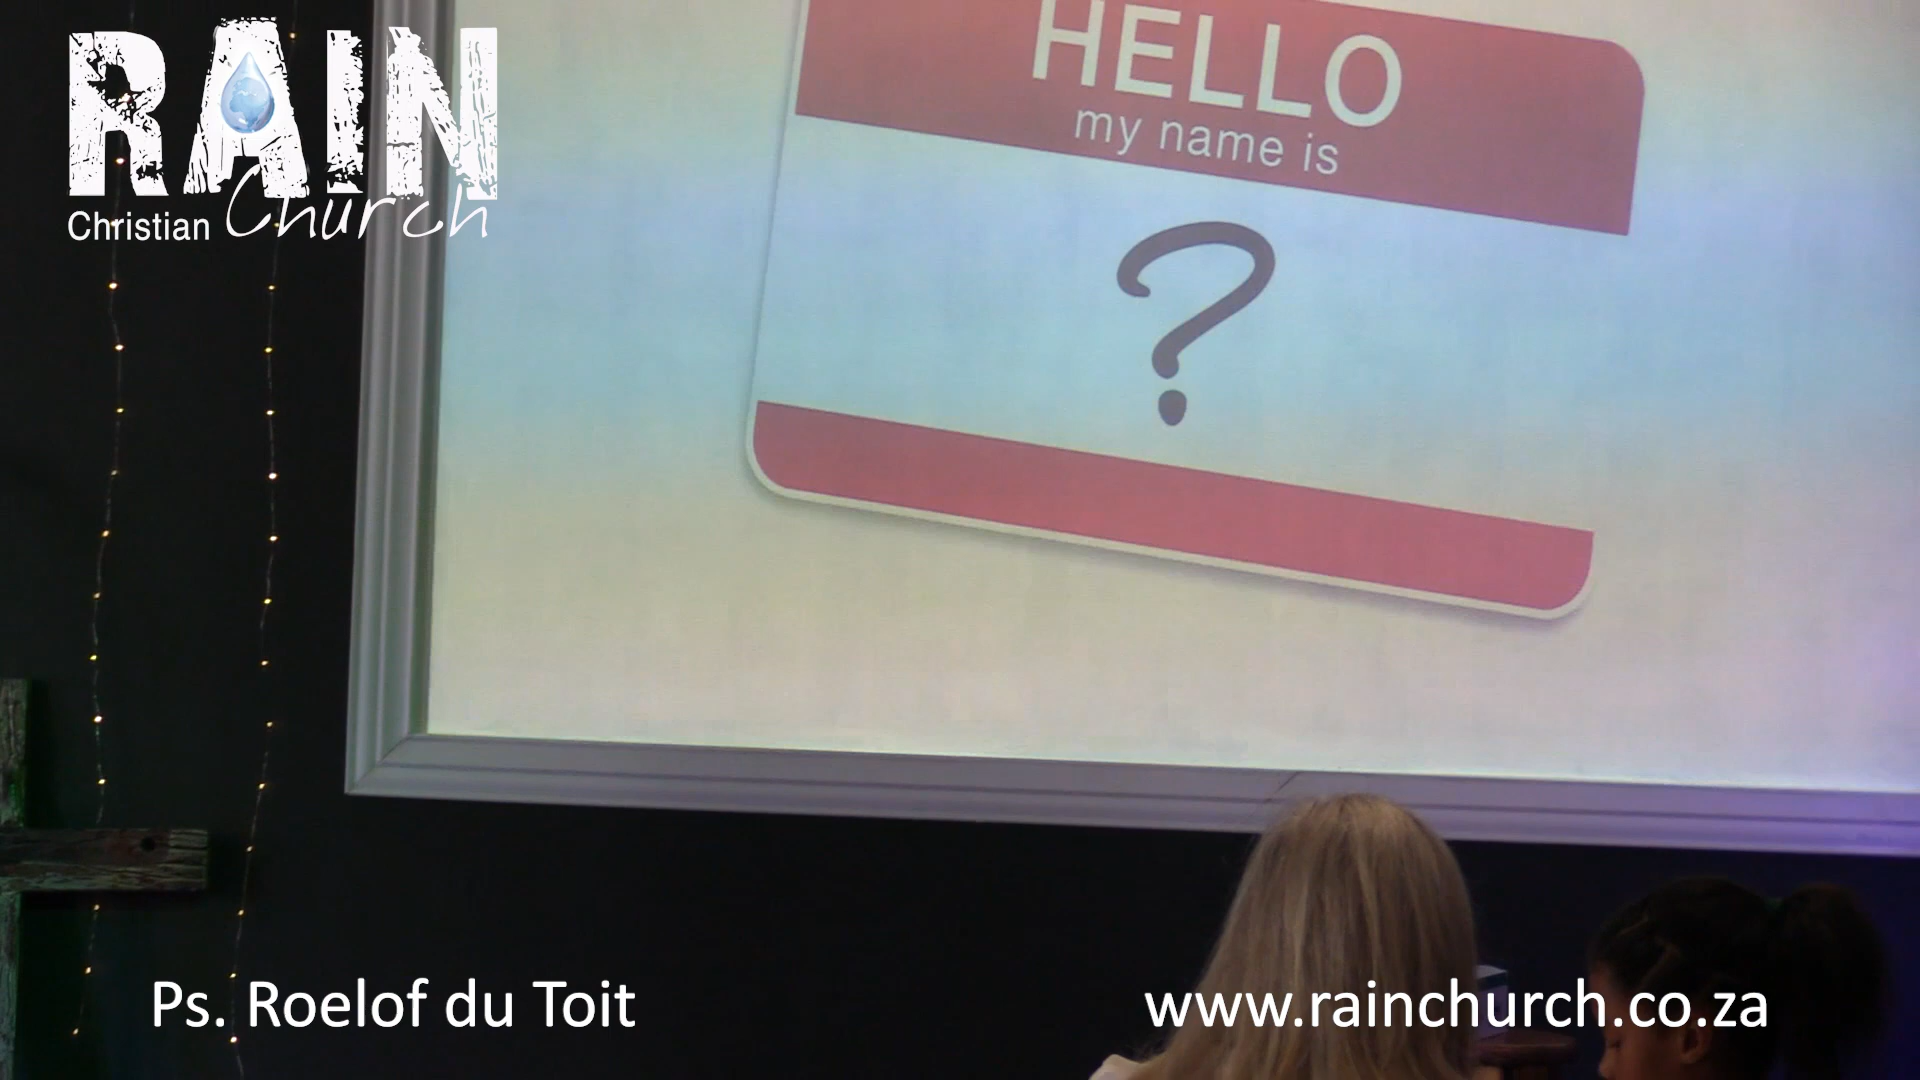 RAIN
Christian Church
HELLO
my name is
?
Ps. Roelof du Toit
www.rainchurch.co.za